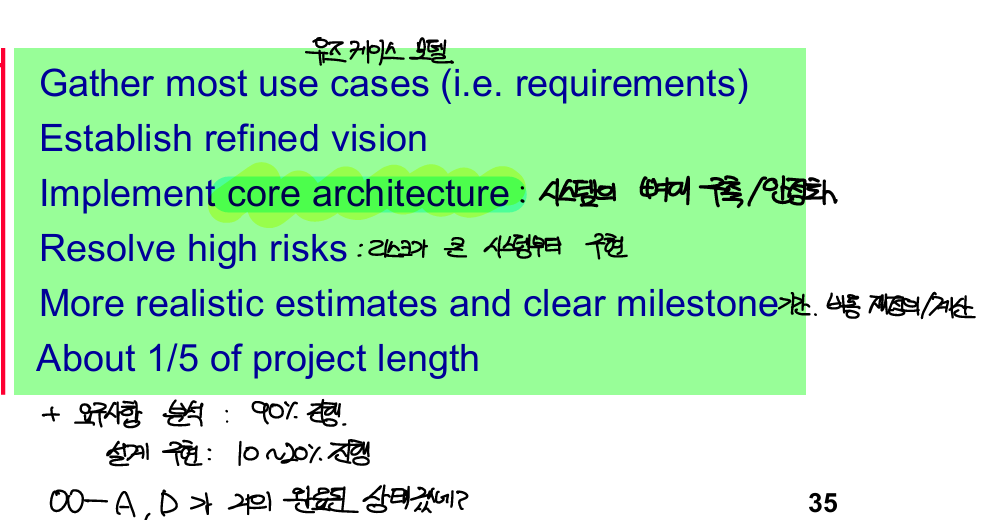 유즈케이스 모델
Gather most use cases (i.e. requirements)
Establish refined vision
Implement core architecture : 시스템의 뼈대 구축/안정화
Resolve high risks : 리스크가 큰 시스템부터 구현
More realistic estimates and clear milestone 기간. 비용 재정의/계산
About 1/5 of project length
+ 요구사항 분석 : 90% 진행.
설계 구현 : 10~20% 진행
OO-A, D가 거의 완료된 상태겠네?
35